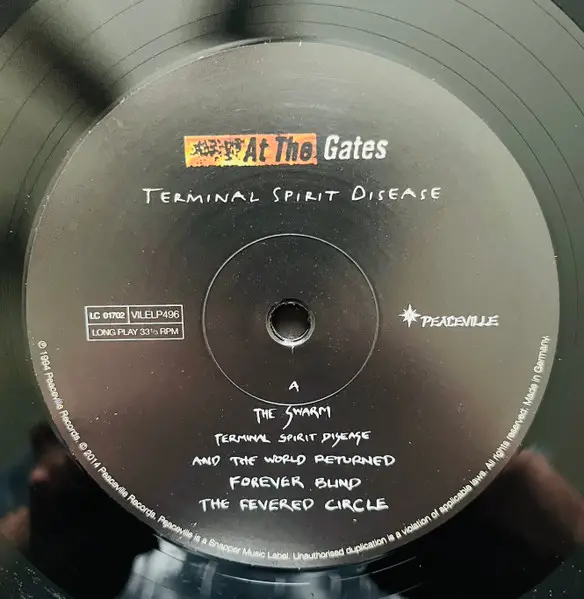 At The Gates
TERMINAL SPIRIT DISEASE
LC 01702 VILELP496
LONG PLAY 33⅓ RPM
PEACEVILLE
A
THE SWARM
TERMINAL SPIRIT DISEASE
AND THE WORLD RETURNED
FOREVER BLIND
THE FEVERED CIRCLE
℗ 1994 Peaceville Records. © 2014 Peaceville Records. Peaceville is a Snapper Music Label. Unauthorised duplication is a violation of applicable laws. All rights reserved. Made in Germany.